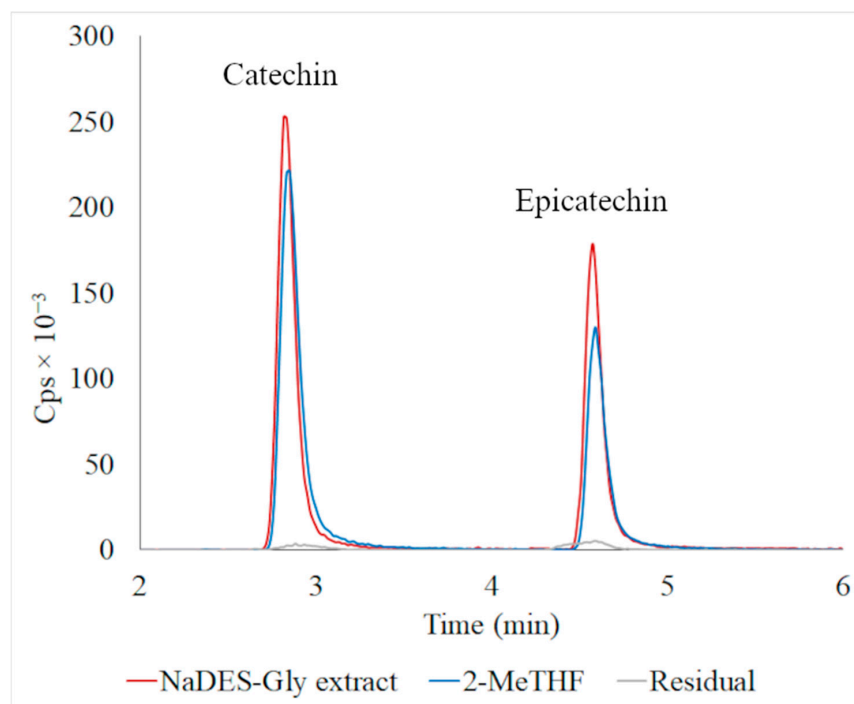 300
Catechin
250
Epicatechin
200
150
100
50
0
Cps × 10⁻³
2 3 4 5 6
Time (min)
NaDES-Gly extract 2-MeTHF Residual